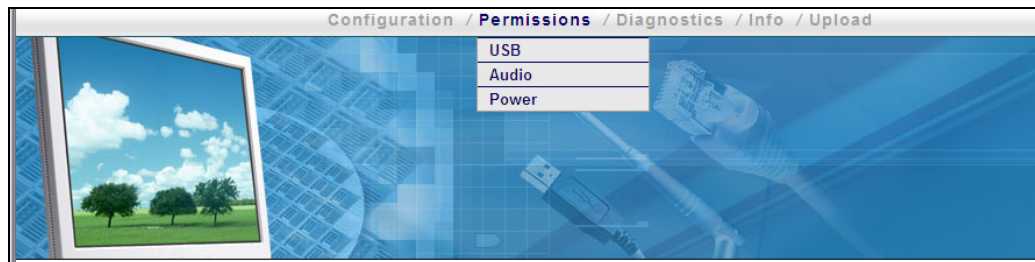 Configuration / Permissions / Diagnostics / Info / Upload
USB
Audio
Power